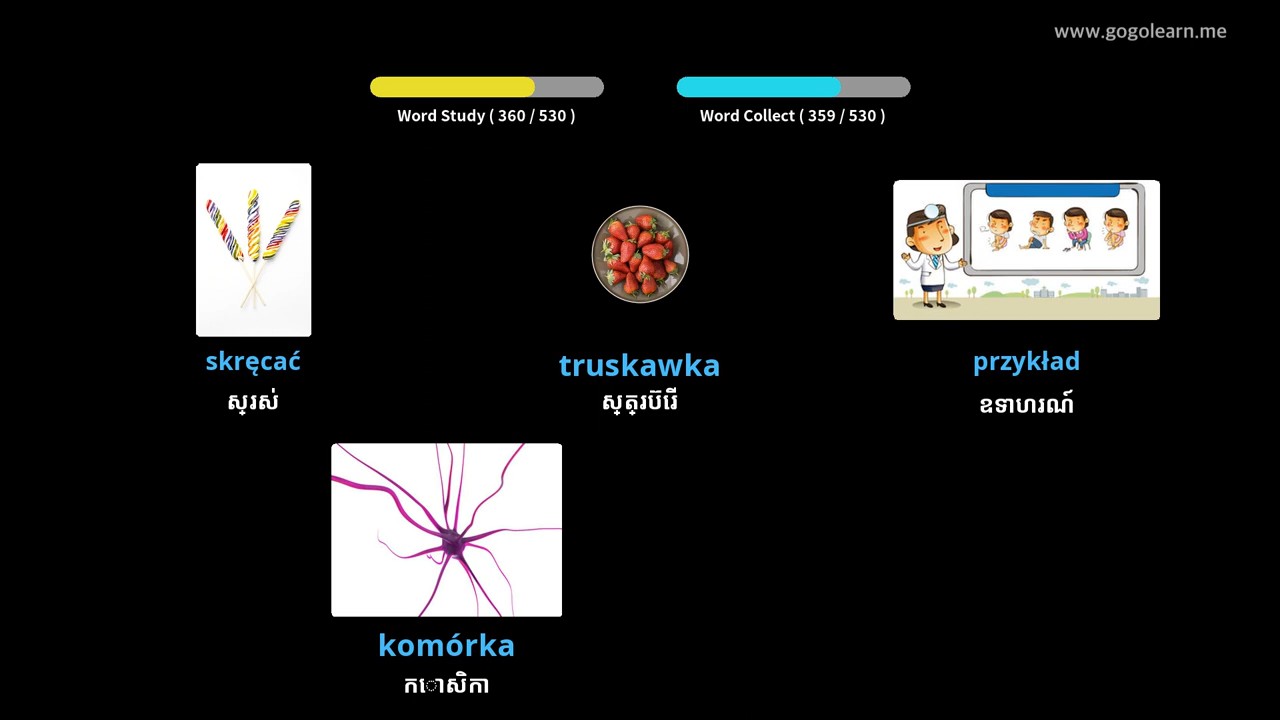 www.gogolearn.me
Word Study ( 360 / 530 )
Word Collect ( 359 / 530 )
skręcać
ស្រស់
truskawka
ស្ត្របឺរី
przykład
ឧទាហរណ៍
komórka
កោសិកា